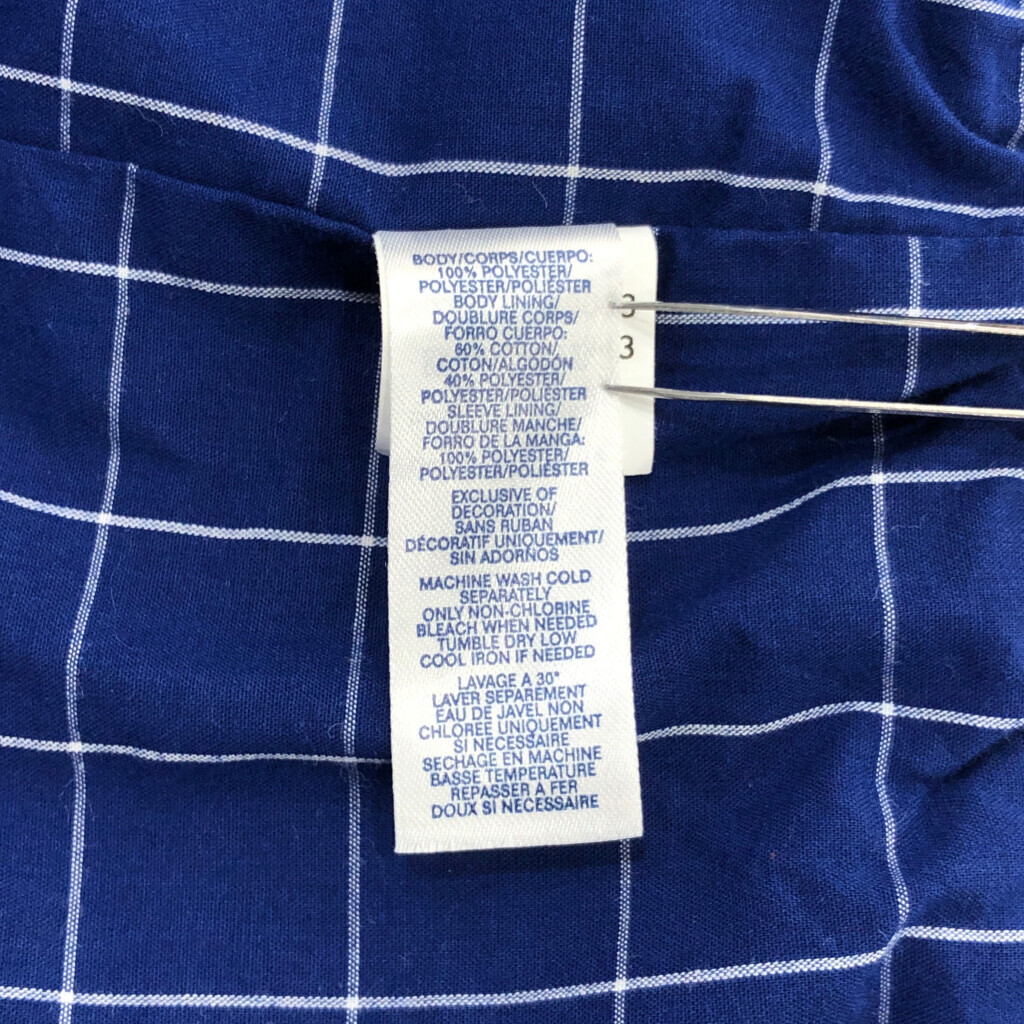 BODY/CORPS/CUERPO:
100% POLYESTER/
POLYESTER/POLIÉSTER
BODY LINING/
DOUBLURE CORPS/
FORRO CUERPO:
60% COTTON/
COTON/ALGODÓN
40% POLYESTER/
POLYESTER/POLIÉSTER
SLEEVE LINING/
DOUBLURE MANCHE/
FORRO DE LA MANGA:
100% POLYESTER/
POLYESTER/POLIÉSTER
EXCLUSIVE OF
DECORATION/
SANS RUBAN
DÉCORATIF UNIQUEMENT/
SIN ADORNOS
MACHINE WASH COLD
SEPARATELY
ONLY NON-CHLORINE
BLEACH WHEN NEEDED
TUMBLE DRY LOW
COOL IRON IF NEEDED
LAVAGE A 30°
LAVER SEPAREMENT
EAU DE JAVEL NON
CHLOREE UNIQUEMENT
SI NECESSAIRE
SECHAGE EN MACHINE
BASSE TEMPERATURE
REPASSER A FER
DOUX SI NECESSAIRE
3
3